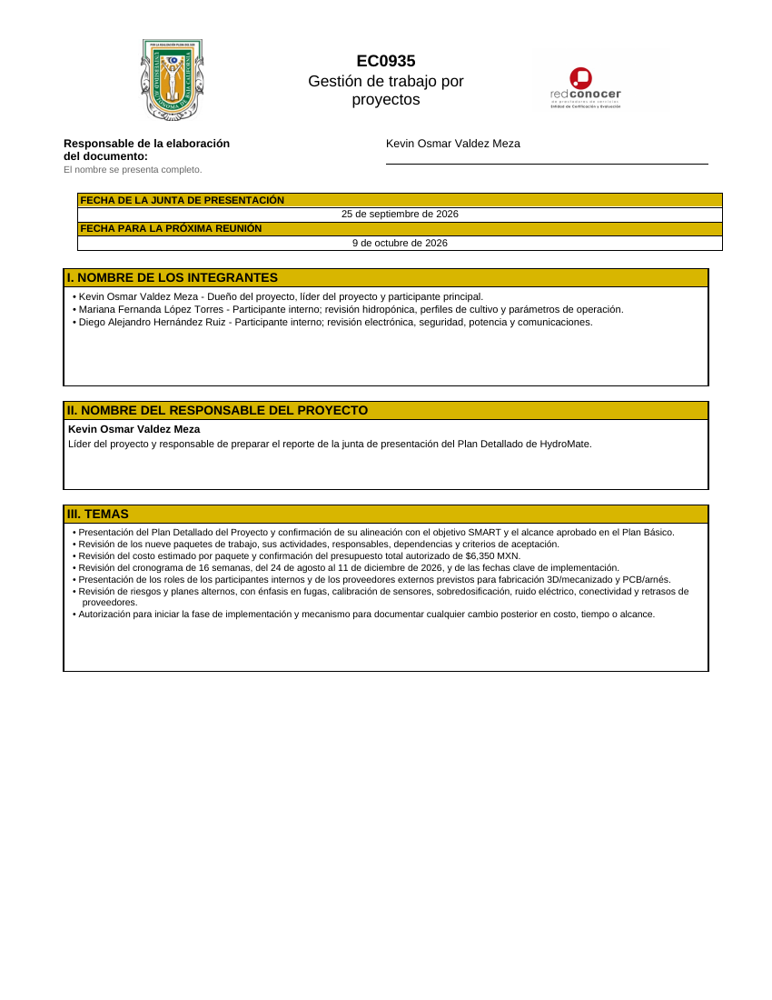 POR LA REALIZACIÓN PLENA DEL SER
UNIVERSIDAD AUTÓNOMA DE BAJA CALIFORNIA
EC0935
Gestión de trabajo por
proyectos
redconocer
de prestadores de servicios
Entidad de Certificación y Evaluación
Responsable de la elaboración
del documento:
El nombre se presenta completo.
Kevin Osmar Valdez Meza
FECHA DE LA JUNTA DE PRESENTACIÓN
25 de septiembre de 2026
FECHA PARA LA PRÓXIMA REUNIÓN
9 de octubre de 2026
I. NOMBRE DE LOS INTEGRANTES
• Kevin Osmar Valdez Meza - Dueño del proyecto, líder del proyecto y participante principal.
• Mariana Fernanda López Torres - Participante interno; revisión hidropónica, perfiles de cultivo y parámetros de operación.
• Diego Alejandro Hernández Ruiz - Participante interno; revisión electrónica, seguridad, potencia y comunicaciones.
II. NOMBRE DEL RESPONSABLE DEL PROYECTO
Kevin Osmar Valdez Meza
Líder del proyecto y responsable de preparar el reporte de la junta de presentación del Plan Detallado de HydroMate.
III. TEMAS
• Presentación del Plan Detallado del Proyecto y confirmación de su alineación con el objetivo SMART y el alcance aprobado en el Plan Básico.
• Revisión de los nueve paquetes de trabajo, sus actividades, responsables, dependencias y criterios de aceptación.
• Revisión del costo estimado por paquete y confirmación del presupuesto total autorizado de $6,350 MXN.
• Revisión del cronograma de 16 semanas, del 24 de agosto al 11 de diciembre de 2026, y de las fechas clave de implementación.
• Presentación de los roles de los participantes internos y de los proveedores externos previstos para fabricación 3D/mecanizado y PCB/arnés.
• Revisión de riesgos y planes alternos, con énfasis en fugas, calibración de sensores, sobredosificación, ruido eléctrico, conectividad y retrasos de
proveedores.
• Autorización para iniciar la fase de implementación y mecanismo para documentar cualquier cambio posterior en costo, tiempo o alcance.